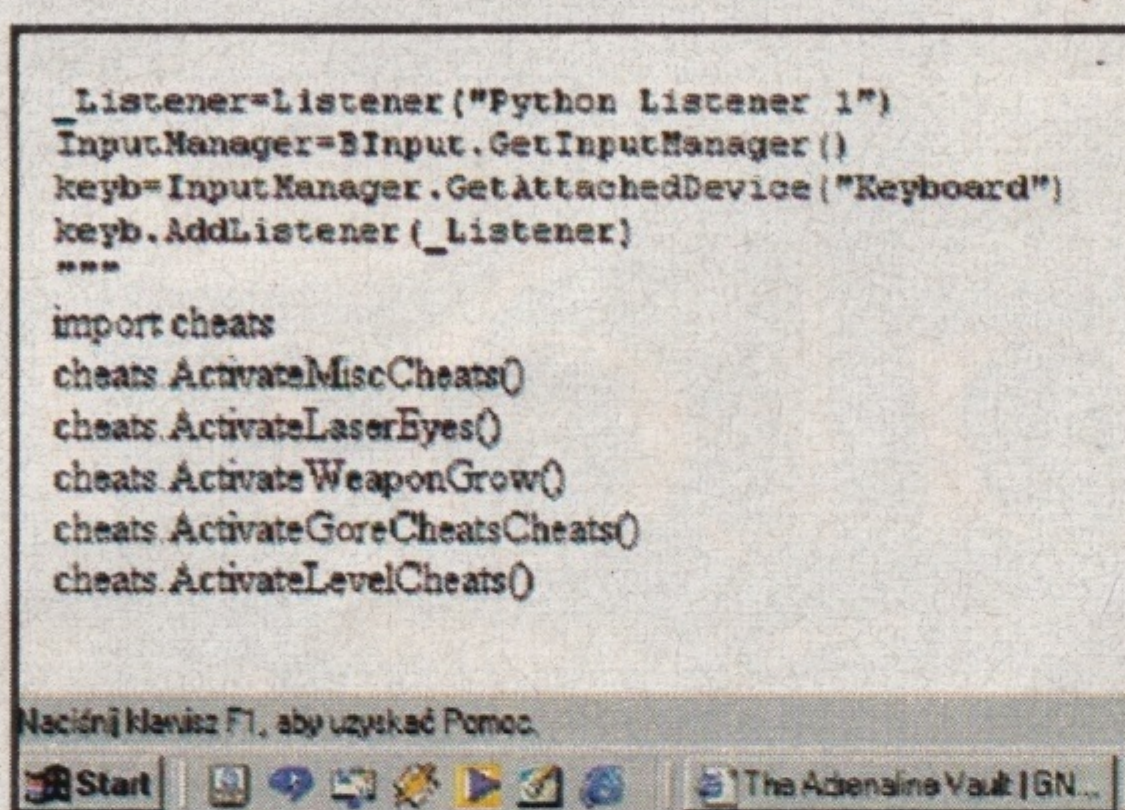 _Listener=Listener("Python Listener 1")
InputManager=BInput.GetInputManager()
keyb=InputManager.GetAttachedDevice("Keyboard")
keyb.AddListener(_Listener)
"""
import cheats
cheats.ActivateMiscCheats()
cheats.ActivateLaserEyes()
cheats.ActivateWeaponGrow()
cheats.ActivateGoreCheatsCheats()
cheats.ActivateLevelCheats()
Naciśnij klawisz F1, aby uzyskać Pomoc.
Start
The Adrenaline Vault | GN...